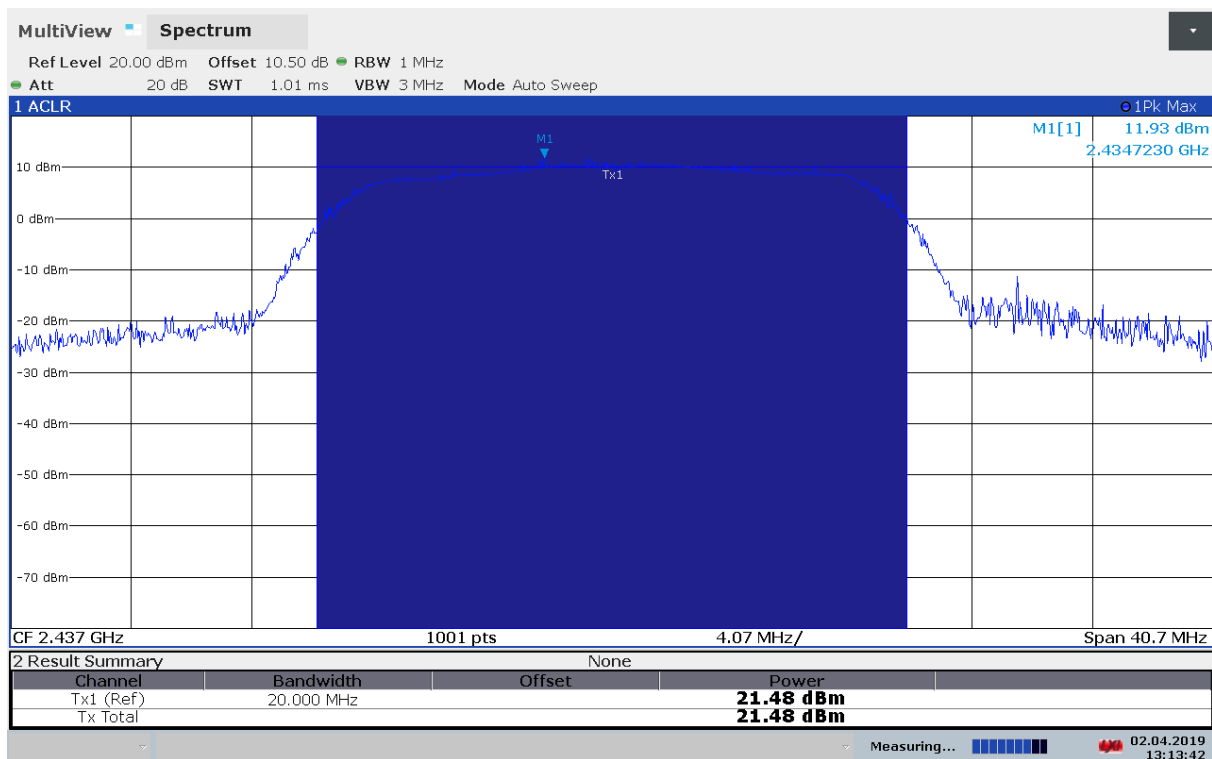 MultiView Spectrum
Ref Level 20.00 dBm Offset 10.50 dB RBW 1 MHz
Att 20 dB SWT 1.01 ms VBW 3 MHz Mode Auto Sweep
1 ACLR 1Pk Max
M1[1] 11.93 dBm
2.4347230 GHz
M1
Tx1
10 dBm
0 dBm
-10 dBm
-20 dBm
-30 dBm
-40 dBm
-50 dBm
-60 dBm
-70 dBm
CF 2.437 GHz 1001 pts 4.07 MHz/ Span 40.7 MHz
2 Result Summary None
Channel Bandwidth Offset Power
Tx1 (Ref) 20.000 MHz 21.48 dBm
Tx Total 21.48 dBm
Measuring... 02.04.2019
13:13:42